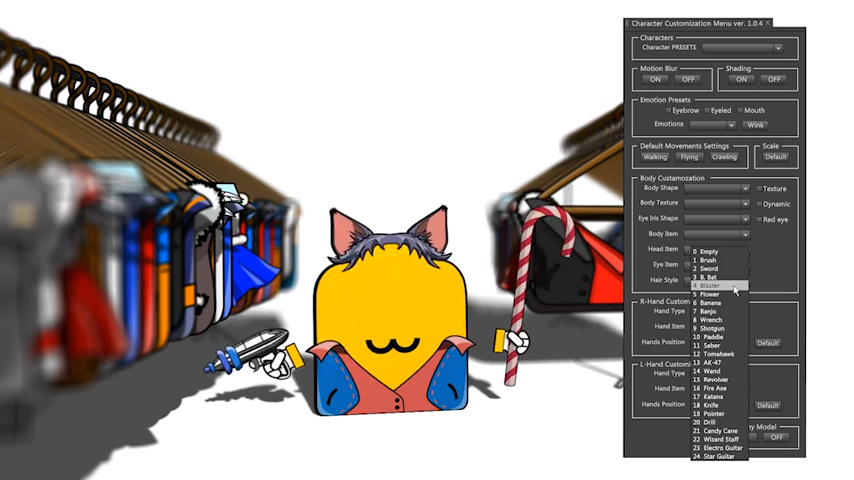 Character Customization Menu ver. 1.0.4 ×
Characters
Character PRESETS
Motion Blur
Shading
ON OFF
ON OFF
Emotion Presets
Eyebrow Eyeled Mouth
Emotions Wink
Default Movements Settings
Scale
Walking Flying Crawling
Default
Body Custamozation
Body Shape Texture
Body Texture Dynamic
Eye Iris Shape Red eye
Body Item
Head Item
Eye Item
Hair Style
0 Empty
1 Brush
2 Sword
3 B. Bat
4 Blaster
5 Flower
6 Banana
7 Banjo
8 Wrench
9 Shotgun
10 Paddle
11 Saber
12 Tomahawk
13 AK-47
14 Wand
15 Revolver
16 Fire Axe
17 Katana
18 Knife
19 Pointer
20 Drill
21 Candy Cane
22 Wizard Staff
23 Electro Guitar
24 Star Guitar
R-Hand Custom
Hand Type
Hand Item
Hands Position Default
L-Hand Customi
Hand Type
Hand Item
Hands Position Default
Model
OFF